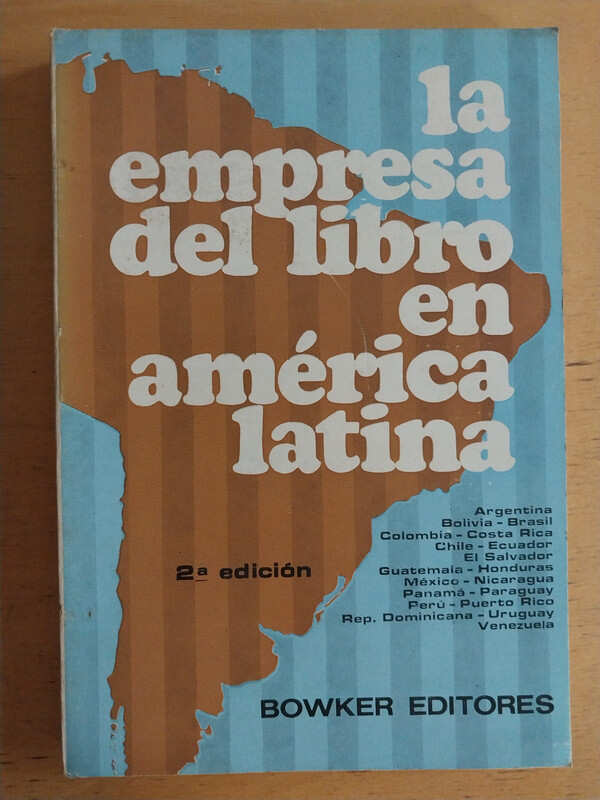 la
empresa
del libro
en
américa
latina
Argentina
Bolivia - Brasil
Colombia - Costa Rica
Chile - Ecuador
El Salvador
Guatemala - Honduras
México - Nicaragua
Panamá - Paraguay
Perú - Puerto Rico
Rep. Dominicana - Uruguay
Venezuela
2ª edición
BOWKER EDITORES